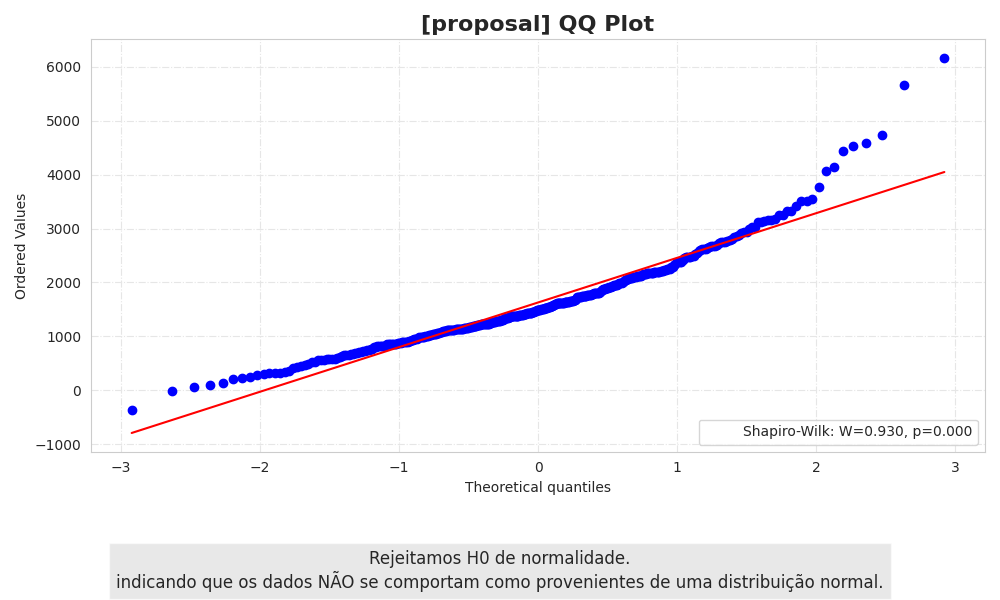 [proposal] QQ Plot
6000
5000
4000
3000
2000
1000
0
−1000
Ordered Values
Shapiro-Wilk: W=0.930, p=0.000
−3 −2 −1 0 1 2 3
Theoretical quantiles
Rejeitamos H0 de normalidade.
indicando que os dados NÃO se comportam como provenientes de uma distribuição normal.